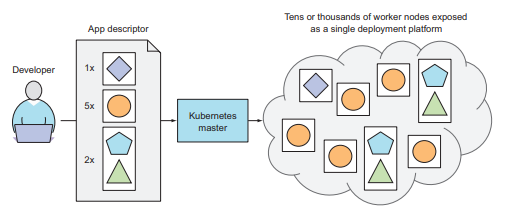 App descriptor
Tens or thousands of worker nodes exposed
as a single deployment platform
Developer
1x
5x
2x
Kubernetes
master